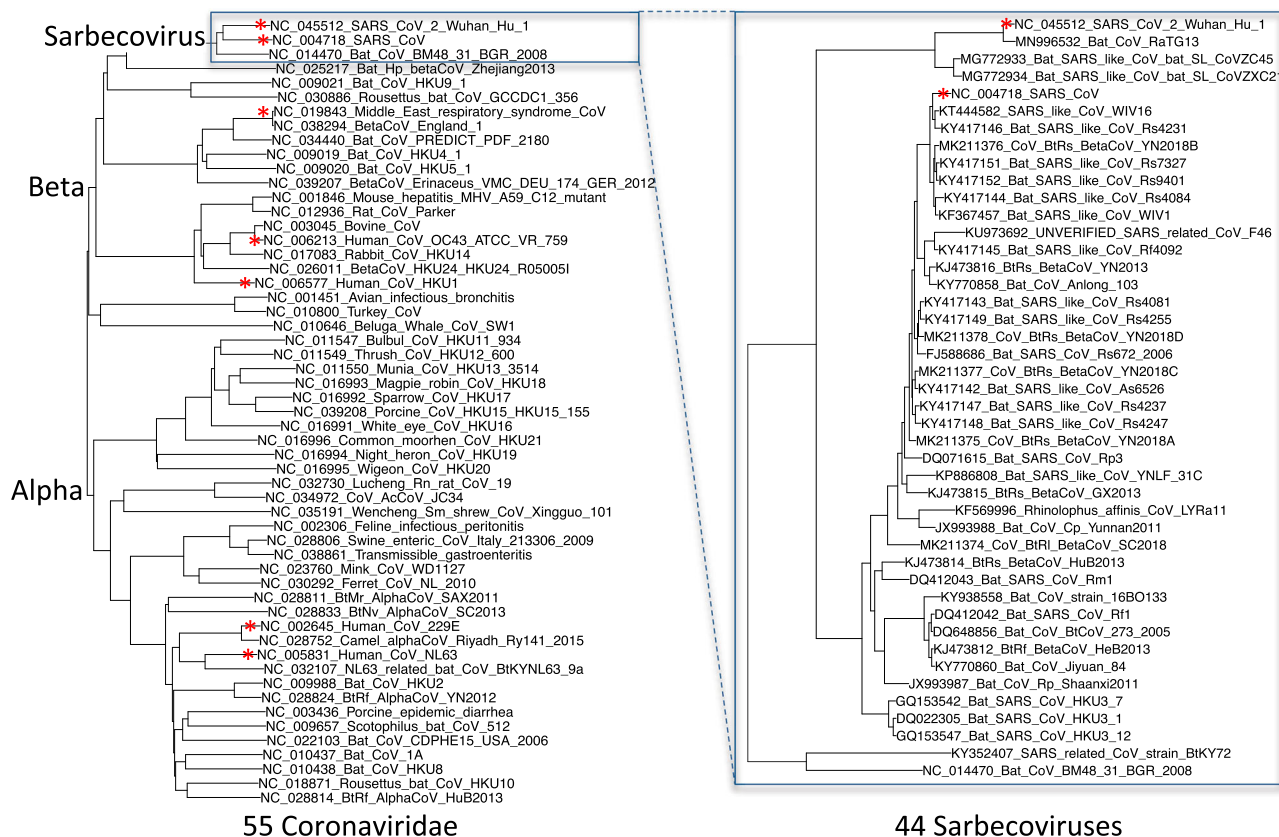 Sarbecovirus
Beta
Alpha
*NC_045512_SARS_CoV_2_Wuhan_Hu_1
*NC_004718_SARS_CoV
NC_014470_Bat_CoV_BM48_31_BGR_2008
NC_025217_Bat_Hp_betaCoV_Zhejiang2013
NC_009021_Bat_CoV_HKU9_1
NC_030886_Rousettus_bat_CoV_GCCDC1_356
*NC_019843_Middle_East_respiratory_syndrome_CoV
NC_038294_BetaCoV_England_1
NC_034440_Bat_CoV_PREDICT_PDF_2180
NC_009019_Bat_CoV_HKU4_1
NC_009020_Bat_CoV_HKU5_1
NC_039207_BetaCoV_Erinaceus_VMC_DEU_174_GER_2012
NC_001846_Mouse_hepatitis_MHV_A59_C12_mutant
NC_012936_Rat_CoV_Parker
NC_003045_Bovine_CoV
*NC_006213_Human_CoV_OC43_ATCC_VR_759
NC_017083_Rabbit_CoV_HKU14
NC_026011_BetaCoV_HKU24_HKU24_R05005I
*NC_006577_Human_CoV_HKU1
NC_001451_Avian_infectious_bronchitis
NC_010800_Turkey_CoV
NC_010646_Beluga_Whale_CoV_SW1
NC_011547_Bulbul_CoV_HKU11_934
NC_011549_Thrush_CoV_HKU12_600
NC_011550_Munia_CoV_HKU13_3514
NC_016993_Magpie_robin_CoV_HKU18
NC_016992_Sparrow_CoV_HKU17
NC_039208_Porcine_CoV_HKU15_HKU15_155
NC_016991_White_eye_CoV_HKU16
NC_016996_Common_moorhen_CoV_HKU21
NC_016994_Night_heron_CoV_HKU19
NC_016995_Wigeon_CoV_HKU20
NC_032730_Lucheng_Rn_rat_CoV_19
NC_034972_CoV_AcCoV_JC34
NC_035191_Wencheng_Sm_shrew_CoV_Xingguo_101
NC_002306_Feline_infectious_peritonitis
NC_028806_Swine_enteric_CoV_Italy_213306_2009
NC_038861_Transmissible_gastroenteritis
NC_023760_Mink_CoV_WD1127
NC_030292_Ferret_CoV_NL_2010
NC_028811_BtMr_AlphaCoV_SAX2011
NC_028833_BtNv_AlphaCoV_SC2013
*NC_002645_Human_CoV_229E
NC_028752_Camel_alphaCoV_Riyadh_Ry141_2015
*NC_005831_Human_CoV_NL63
NC_032107_NL63_related_bat_CoV_BtKYNL63_9a
NC_009988_Bat_CoV_HKU2
NC_028824_BtRf_AlphaCoV_YN2012
NC_003436_Porcine_epidemic_diarrhea
NC_009657_Scotophilus_bat_CoV_512
NC_022103_Bat_CoV_CDPHE15_USA_2006
NC_010437_Bat_CoV_1A
NC_010438_Bat_CoV_HKU8
NC_018871_Rousettus_bat_CoV_HKU10
NC_028814_BtRf_AlphaCoV_HuB2013
55 Coronaviridae
*NC_045512_SARS_CoV_2_Wuhan_Hu_1
MN996532_Bat_CoV_RaTG13
MG772933_Bat_SARS_like_CoV_bat_SL_CoVZC45
MG772934_Bat_SARS_like_CoV_bat_SL_CoVZXC21
*NC_004718_SARS_CoV
KT444582_SARS_like_CoV_WIV16
KY417146_Bat_SARS_like_CoV_Rs4231
MK211376_CoV_BtRs_BetaCoV_YN2018B
KY417151_Bat_SARS_like_CoV_Rs7327
KY417152_Bat_SARS_like_CoV_Rs9401
KY417144_Bat_SARS_like_CoV_Rs4084
KF367457_Bat_SARS_like_CoV_WIV1
KU973692_UNVERIFIED_SARS_related_CoV_F46
KY417145_Bat_SARS_like_CoV_Rf4092
KJ473816_BtRs_BetaCoV_YN2013
KY770858_Bat_CoV_Anlong_103
KY417143_Bat_SARS_like_CoV_Rs4081
KY417149_Bat_SARS_like_CoV_Rs4255
MK211378_CoV_BtRs_BetaCoV_YN2018D
FJ588686_Bat_SARS_CoV_Rs672_2006
MK211377_CoV_BtRs_BetaCoV_YN2018C
KY417142_Bat_SARS_like_CoV_As6526
KY417147_Bat_SARS_like_CoV_Rs4237
KY417148_Bat_SARS_like_CoV_Rs4247
MK211375_CoV_BtRs_BetaCoV_YN2018A
DQ071615_Bat_SARS_CoV_Rp3
KP886808_Bat_SARS_like_CoV_YNLF_31C
KJ473815_BtRs_BetaCoV_GX2013
KF569996_Rhinolophus_affinis_CoV_LYRa11
JX993988_Bat_CoV_Cp_Yunnan2011
MK211374_CoV_BtRl_BetaCoV_SC2018
KJ473814_BtRs_BetaCoV_HuB2013
DQ412043_Bat_SARS_CoV_Rm1
KY938558_Bat_CoV_strain_16BO133
DQ412042_Bat_SARS_CoV_Rf1
DQ648856_Bat_CoV_BtCoV_273_2005
KJ473812_BtRf_BetaCoV_HeB2013
KY770860_Bat_CoV_Jiyuan_84
JX993987_Bat_CoV_Rp_Shaanxi2011
GQ153542_Bat_SARS_CoV_HKU3_7
DQ022305_Bat_SARS_CoV_HKU3_1
GQ153547_Bat_SARS_CoV_HKU3_12
KY352407_SARS_related_CoV_strain_BtKY72
NC_014470_Bat_CoV_BM48_31_BGR_2008
44 Sarbecoviruses